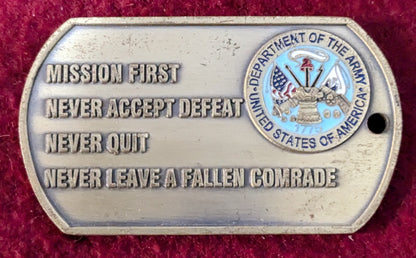 MISSION FIRST
NEVER ACCEPT DEFEAT
NEVER QUIT
NEVER LEAVE A FALLEN COMRADE
DEPARTMENT OF THE ARMY
UNITED STATES OF AMERICA
1775